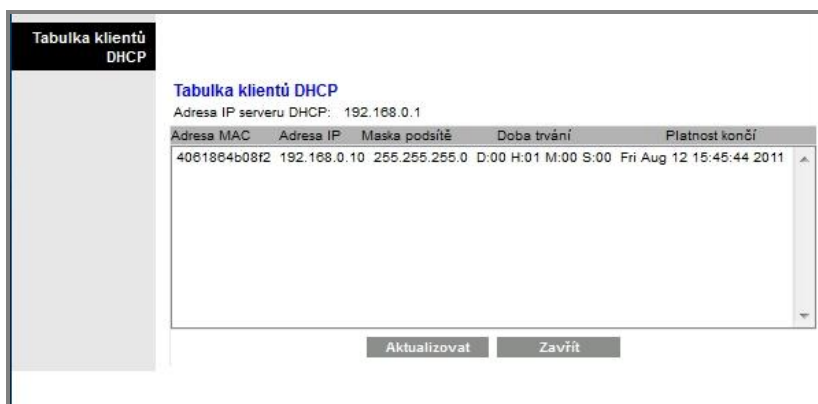 Tabulka klientů
DHCP
Tabulka klientů DHCP
Adresa IP serveru DHCP: 192.168.0.1
Adresa MAC Adresa IP Maska podsítě Doba trvání Platnost končí
4061864b08f2 192.168.0.10 255.255.255.0 D:00 H:01 M:00 S:00 Fri Aug 12 15:45:44 2011
Aktualizovat Zavřít